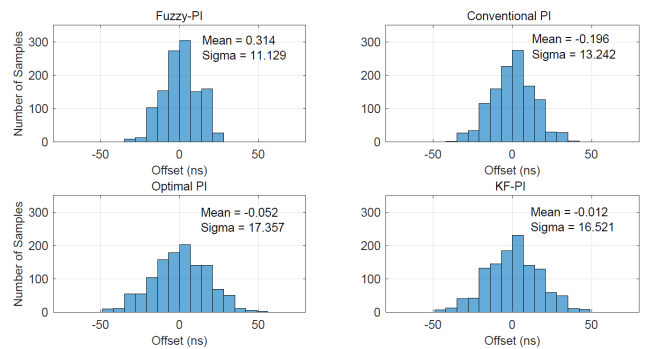 Fuzzy-PI
Mean = 0.314
Sigma = 11.129
Number of Samples
300
200
100
0
-50
0
50
Offset (ns)
Conventional PI
Mean = -0.196
Sigma = 13.242
300
200
100
0
-50
0
50
Offset (ns)
Optimal PI
Mean = -0.052
Sigma = 17.357
Number of Samples
300
200
100
0
-50
0
50
Offset (ns)
KF-PI
Mean = -0.012
Sigma = 16.521
300
200
100
0
-50
0
50
Offset (ns)